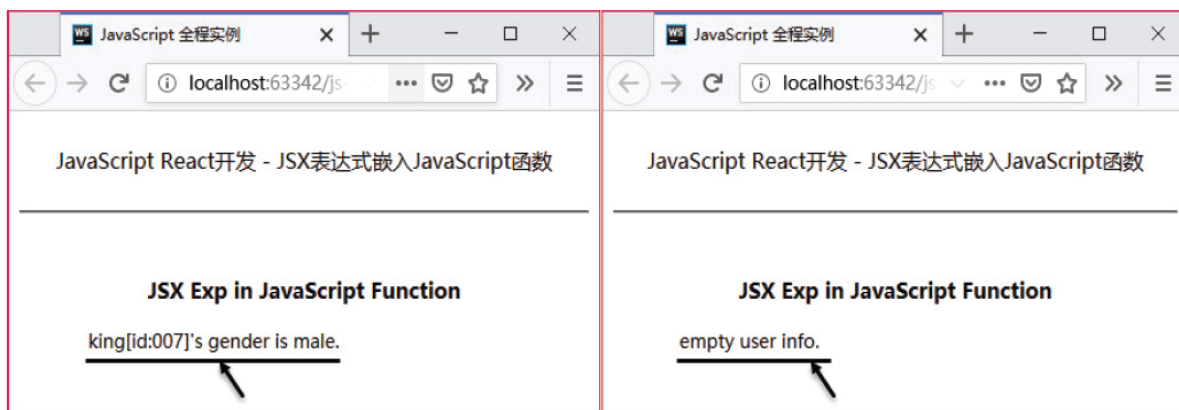 WS JavaScript 全程实例
localhost:63342/js
JavaScript React开发 - JSX表达式嵌入JavaScript函数
JSX Exp in JavaScript Function
king[id:007]'s gender is male.
WS JavaScript 全程实例
localhost:63342/js
JavaScript React开发 - JSX表达式嵌入JavaScript函数
JSX Exp in JavaScript Function
empty user info.